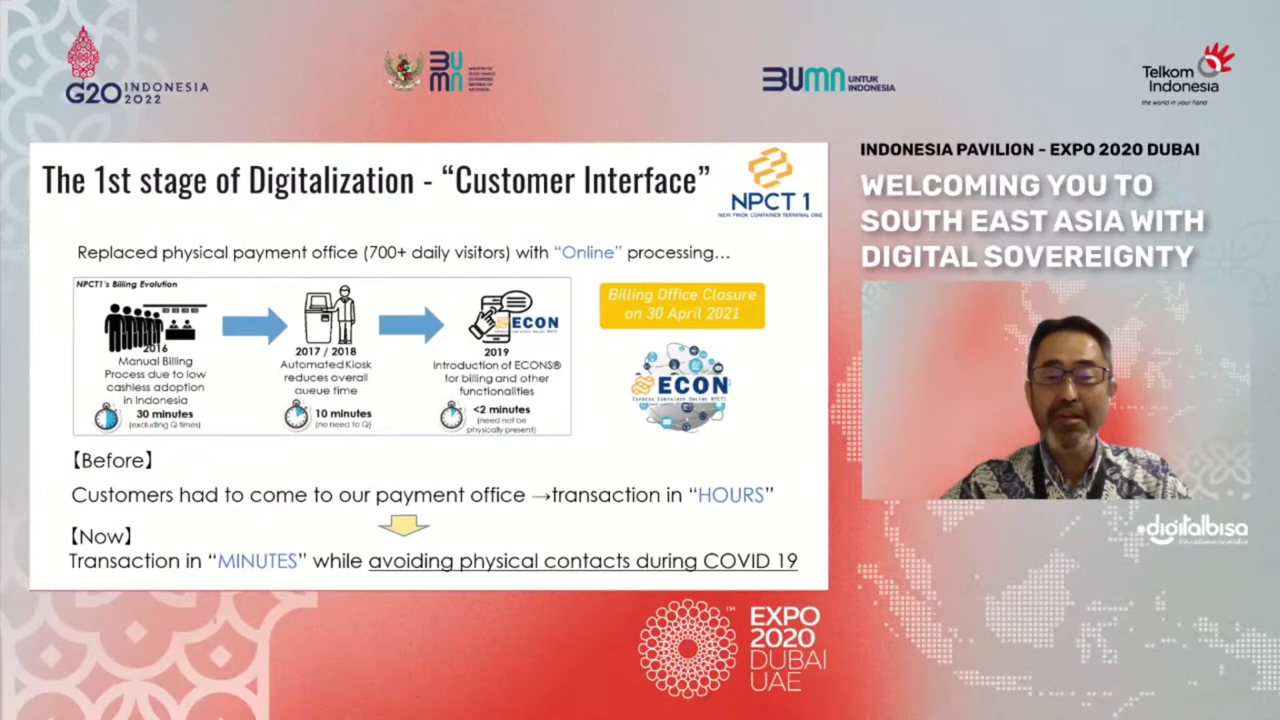 G20 INDONESIA
2022
BUMN
BUMN UNTUK
INDONESIA
Telkom
Indonesia
the world in your hand
The 1st stage of Digitalization - “Customer Interface”
NPCT 1
NEW PRIOK CONTAINER TERMINAL ONE
Replaced physical payment office (700+ daily visitors) with “Online” processing...
NPCT1's Billing Evolution
2016
Manual Billing
Process due to low
cashless adoption
in Indonesia
30 minutes
(excluding Q times)
2017 / 2018
Automated Kiosk
reduces overall
queue time
10 minutes
(no need to Q)
ECON
2019
Introduction of ECONS®
for billing and other
functionalities
<2 minutes
(need not be
physically present)
Billing Office Closure
on 30 April 2021
ECON
EXPRESS CONTAINER ONLINE NPCT1
【Before】
Customers had to come to our payment office →transaction in “HOURS”
【Now】
Transaction in “MINUTES” while avoiding physical contacts during COVID 19
INDONESIA PAVILION - EXPO 2020 DUBAI
WELCOMING YOU TO
SOUTH EAST ASIA WITH
DIGITAL SOVEREIGNTY
digitalbisa
EXPO
2020
DUBAI
UAE
TM